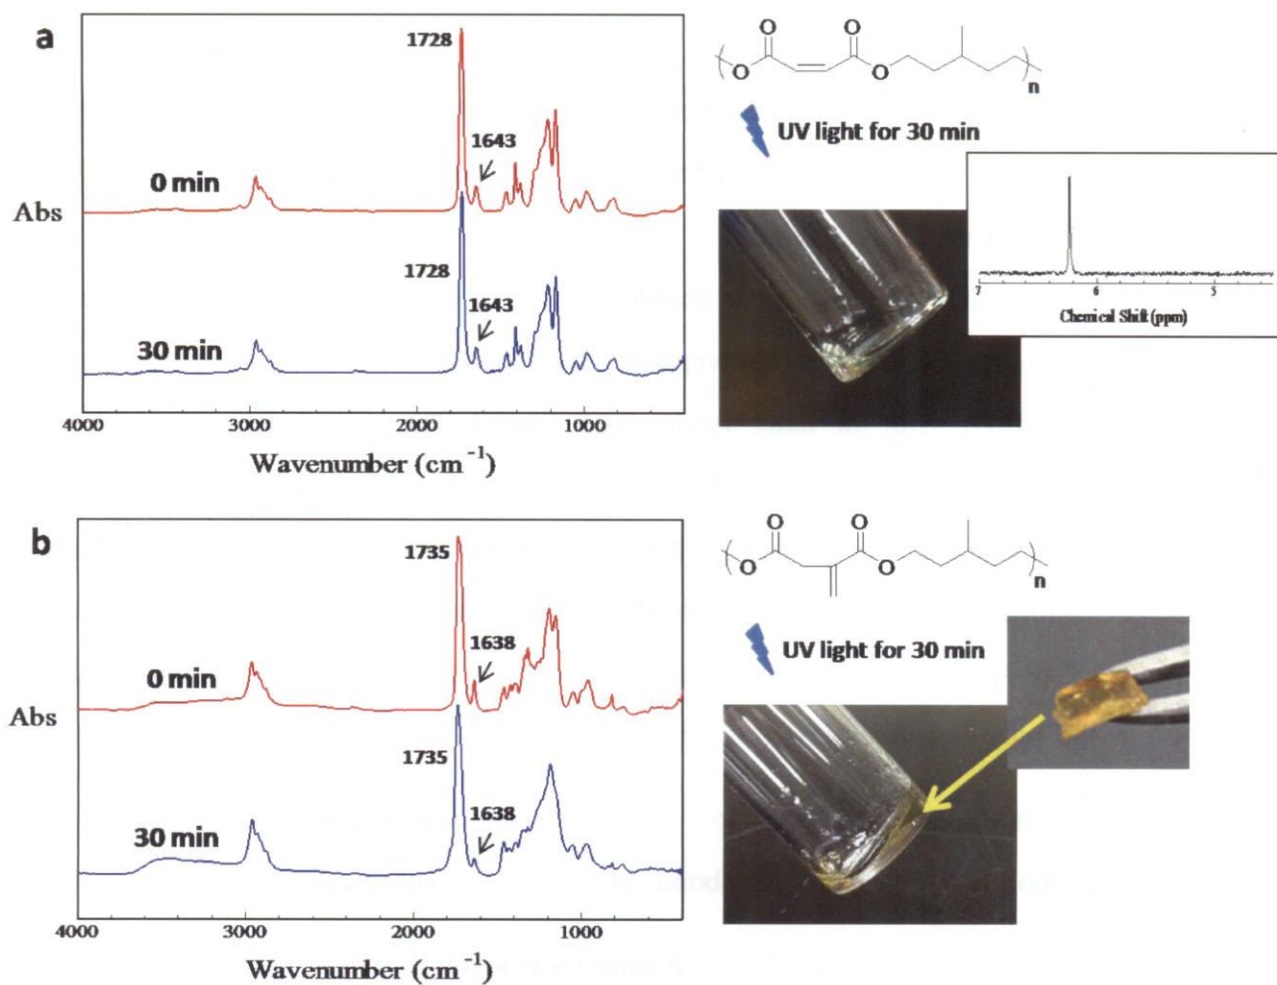 a
1728
1643
0 min
Abs
1728
1643
30 min
4000 3000 2000 1000
Wavenumber (cm⁻¹)
O O
O O
n
UV light for 30 min
7 6 5
Chemical Shift (ppm)
b
1735
1638
0 min
Abs
1735
1638
30 min
4000 3000 2000 1000
Wavenumber (cm⁻¹)
O O
O O
n
UV light for 30 min